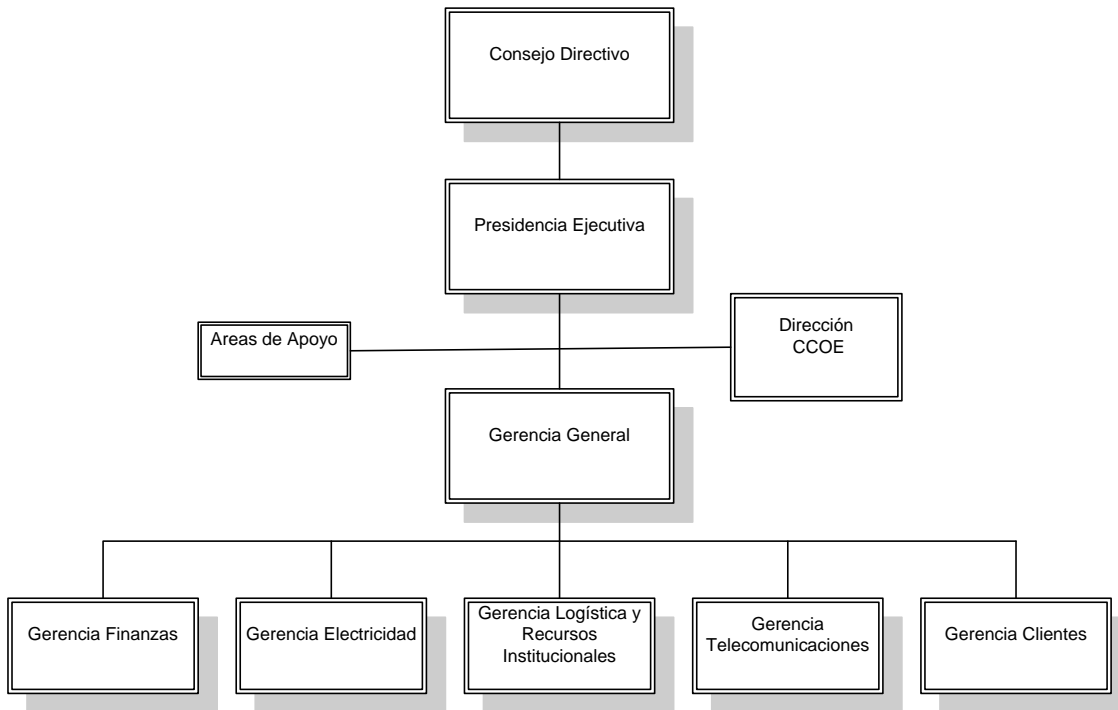 Consejo Directivo
Presidencia Ejecutiva
Areas de Apoyo
Dirección
CCOE
Gerencia General
Gerencia Finanzas
Gerencia Electricidad
Gerencia Logística y
Recursos
Institucionales
Gerencia
Telecomunicaciones
Gerencia Clientes